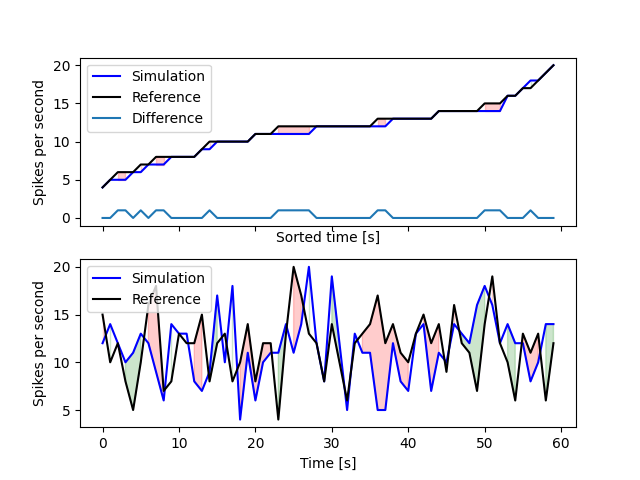 Spikes per second
20
15
10
5
0
Simulation
Reference
Difference
Sorted time [s]
Spikes per second
20
15
10
5
Simulation
Reference
0 10 20 30 40 50 60
Time [s]